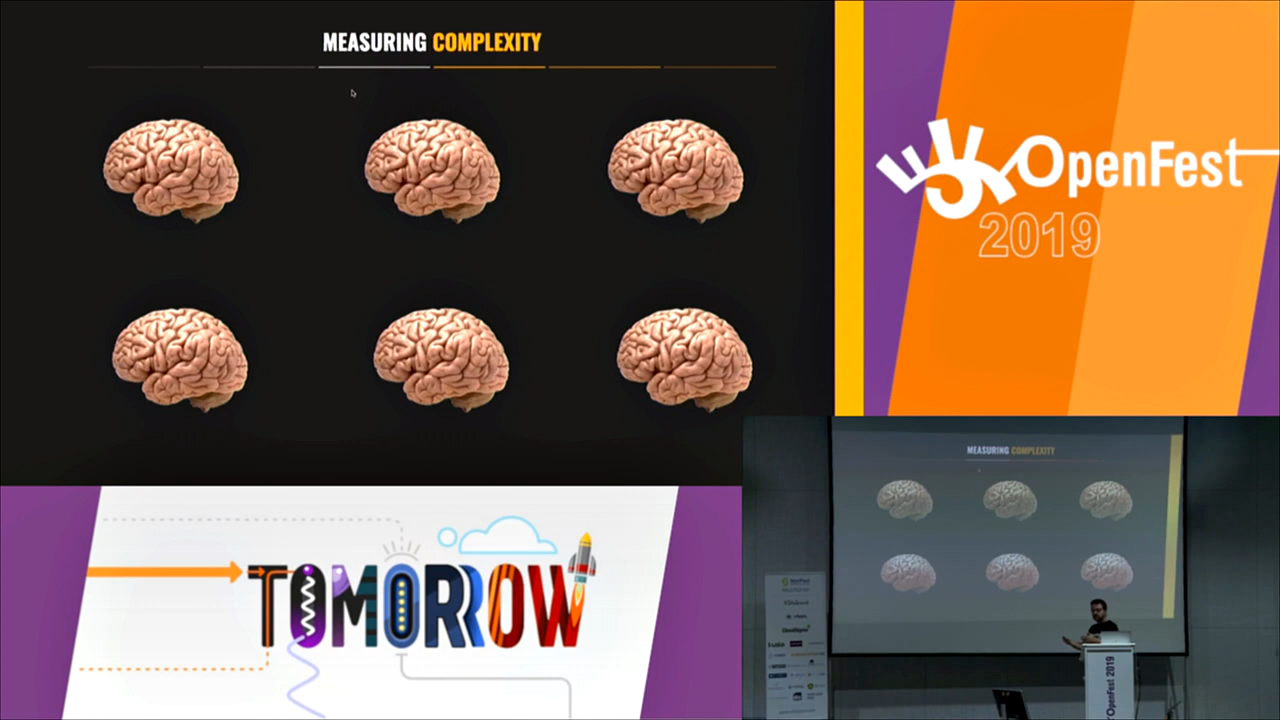 MEASURING COMPLEXITY
OpenFest
2019
TOMORROW
MEASURING COMPLEXITY
OpenFest 2019